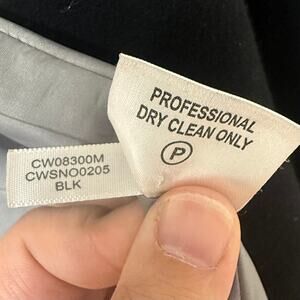 PROFESSIONAL
DRY CLEAN ONLY
P
CW08300M
CWSNO0205
BLK